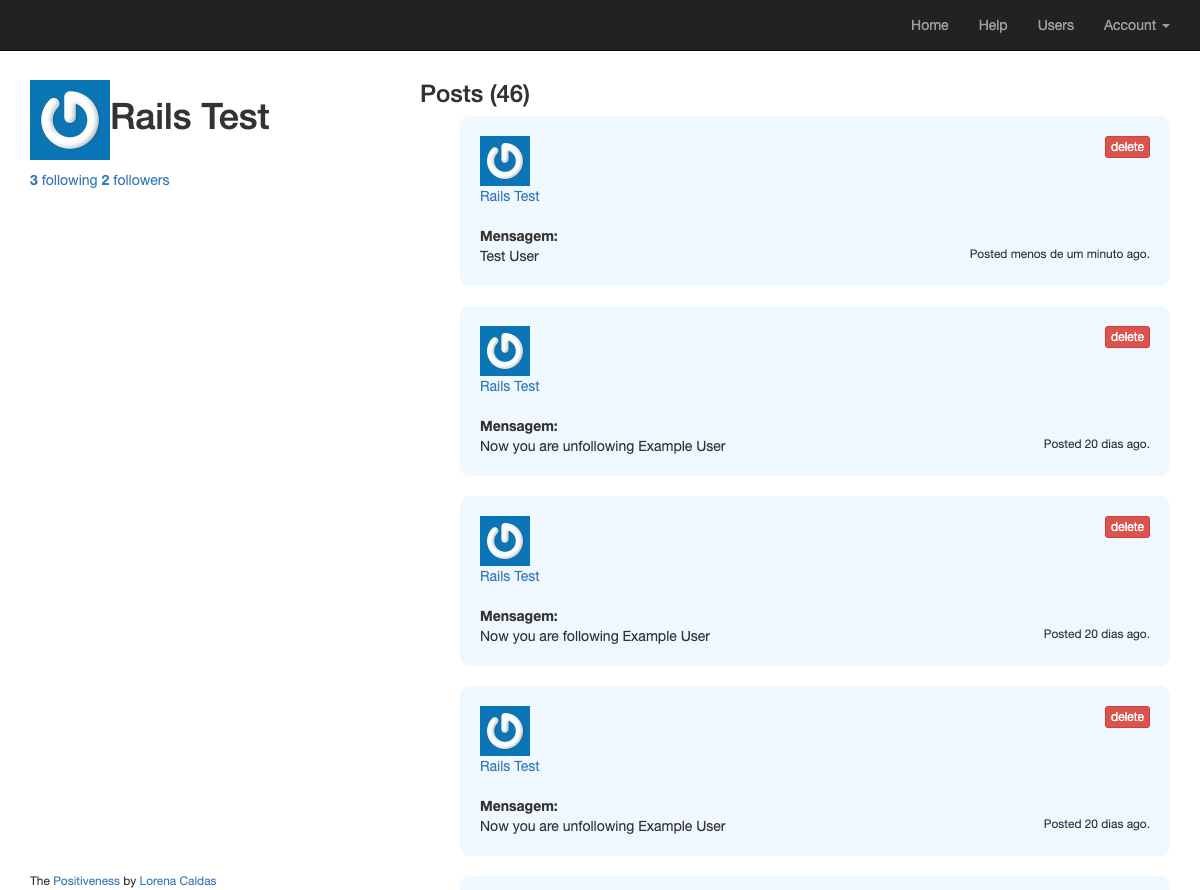 Home Help Users Account
Rails Test
3 following 2 followers
Posts (46)
delete
Rails Test
Mensagem:
Test User
Posted menos de um minuto ago.
delete
Rails Test
Mensagem:
Now you are unfollowing Example User
Posted 20 dias ago.
delete
Rails Test
Mensagem:
Now you are following Example User
Posted 20 dias ago.
delete
Rails Test
Mensagem:
Now you are unfollowing Example User
Posted 20 dias ago.
The Positiveness by Lorena Caldas